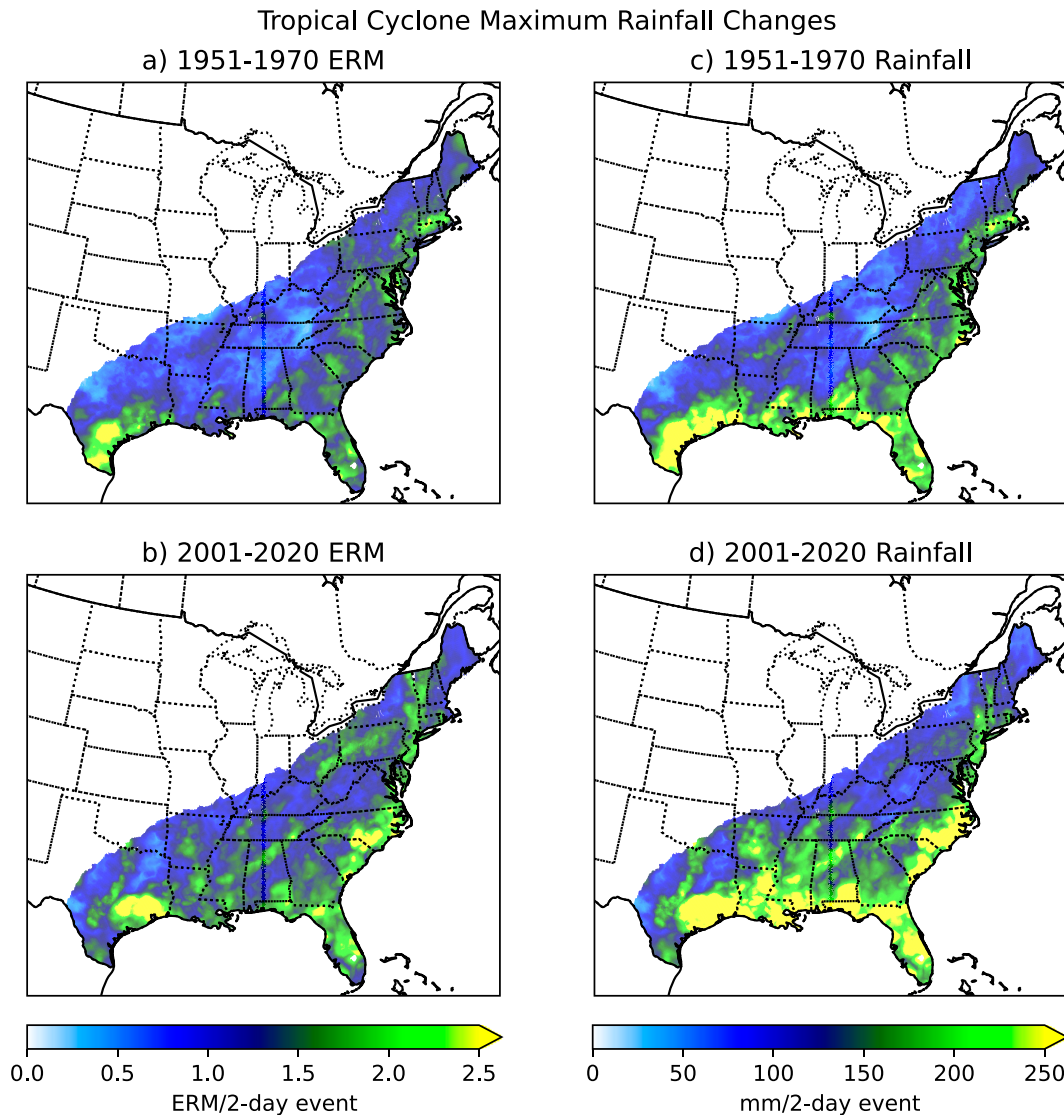 Tropical Cyclone Maximum Rainfall Changes
a) 1951-1970 ERM
c) 1951-1970 Rainfall
b) 2001-2020 ERM
d) 2001-2020 Rainfall
0.0 0.5 1.0 1.5 2.0 2.5
ERM/2-day event
0 50 100 150 200 250
mm/2-day event